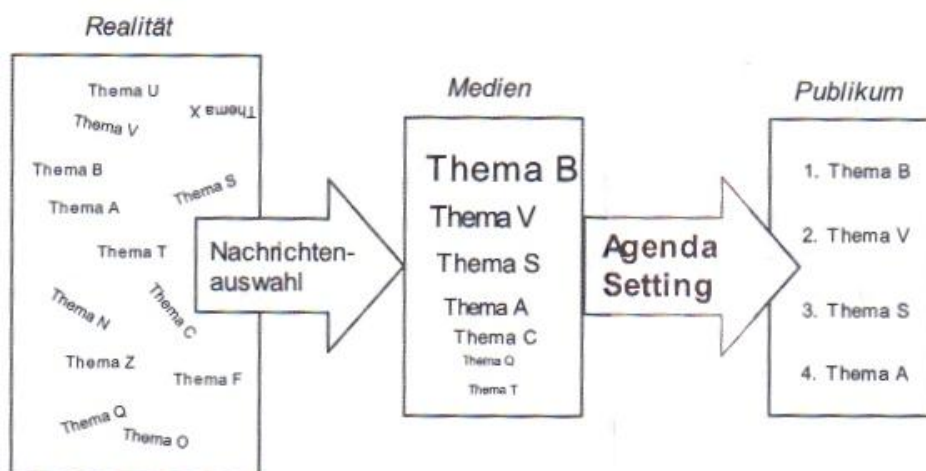 Realität
Thema U
Thema X
Thema V
Thema B
Thema S
Thema A
Thema T
Thema N
Thema C
Thema Z
Thema F
Thema Q
Thema O
Nachrichten-
auswahl
Medien
Thema B
Thema V
Thema S
Thema A
Thema C
Thema Q
Thema T
Agenda
Setting
Publikum
1. Thema B
2. Thema V
3. Thema S
4. Thema A